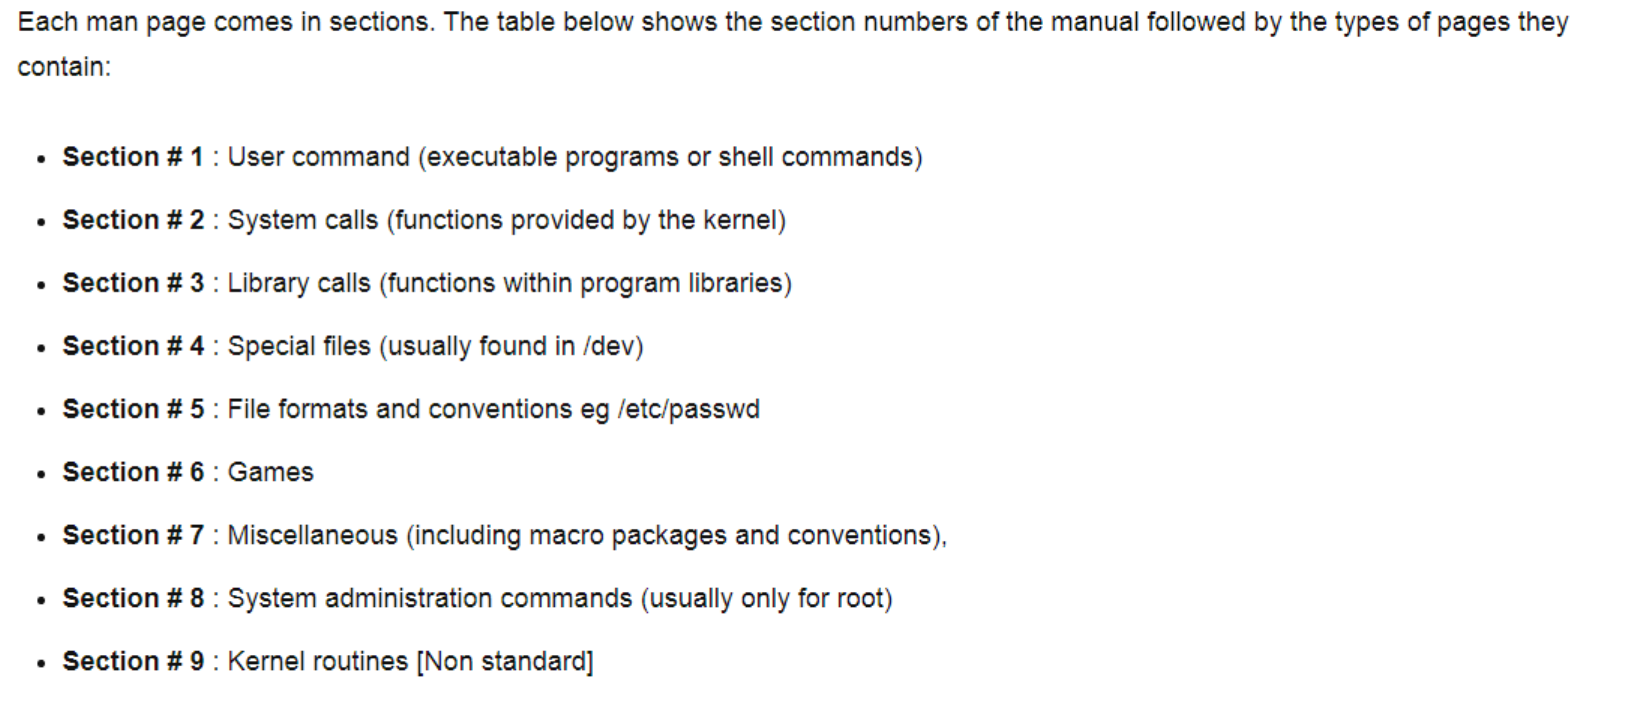 Each man page comes in sections. The table below shows the section numbers of the manual followed by the types of pages they
contain:
• Section # 1 : User command (executable programs or shell commands)
• Section # 2 : System calls (functions provided by the kernel)
• Section # 3 : Library calls (functions within program libraries)
• Section # 4 : Special files (usually found in /dev)
• Section # 5 : File formats and conventions eg /etc/passwd
• Section # 6 : Games
• Section # 7 : Miscellaneous (including macro packages and conventions),
• Section # 8 : System administration commands (usually only for root)
• Section # 9 : Kernel routines [Non standard]